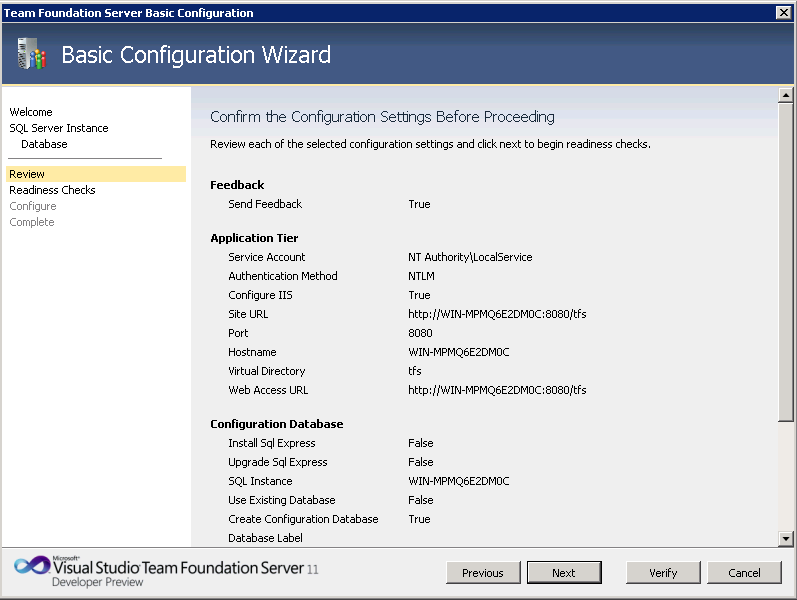 Team Foundation Server Basic Configuration
Basic Configuration Wizard
Welcome
SQL Server Instance
Database
Review
Readiness Checks
Configure
Complete
Confirm the Configuration Settings Before Proceeding
Review each of the selected configuration settings and click next to begin readiness checks.
Feedback
Send Feedback True
Application Tier
Service Account NT Authority\LocalService
Authentication Method NTLM
Configure IIS True
Site URL http://WIN-MPMQ6E2DM0C:8080/tfs
Port 8080
Hostname WIN-MPMQ6E2DM0C
Virtual Directory tfs
Web Access URL http://WIN-MPMQ6E2DM0C:8080/tfs
Configuration Database
Install Sql Express False
Upgrade Sql Express False
SQL Instance WIN-MPMQ6E2DM0C
Use Existing Database False
Create Configuration Database True
Database Label
Microsoft®
Visual Studio Team Foundation Server 11
Developer Preview
Previous Next Verify Cancel